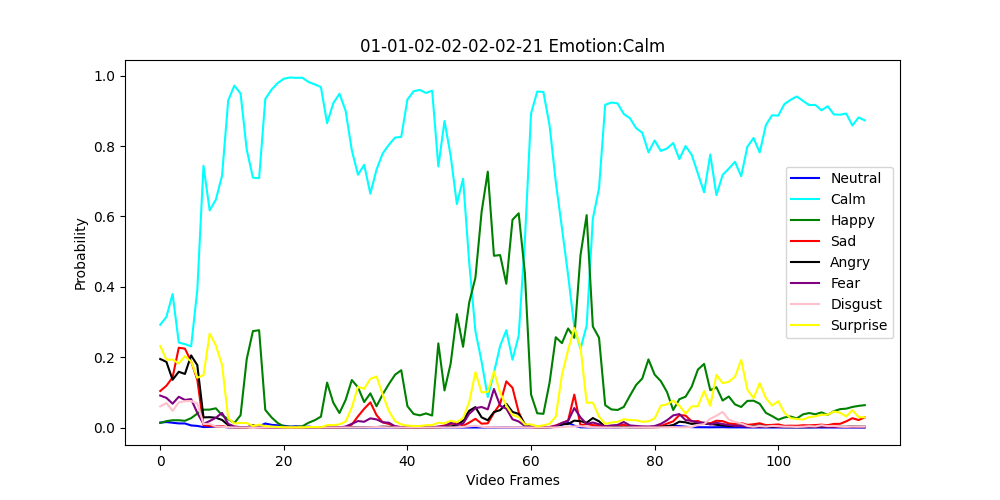 01-01-02-02-02-02-21 Emotion:Calm
1.0
0.8
0.6
0.4
0.2
0.0
Probability
0 20 40 60 80 100
Video Frames
Neutral
Calm
Happy
Sad
Angry
Fear
Disgust
Surprise